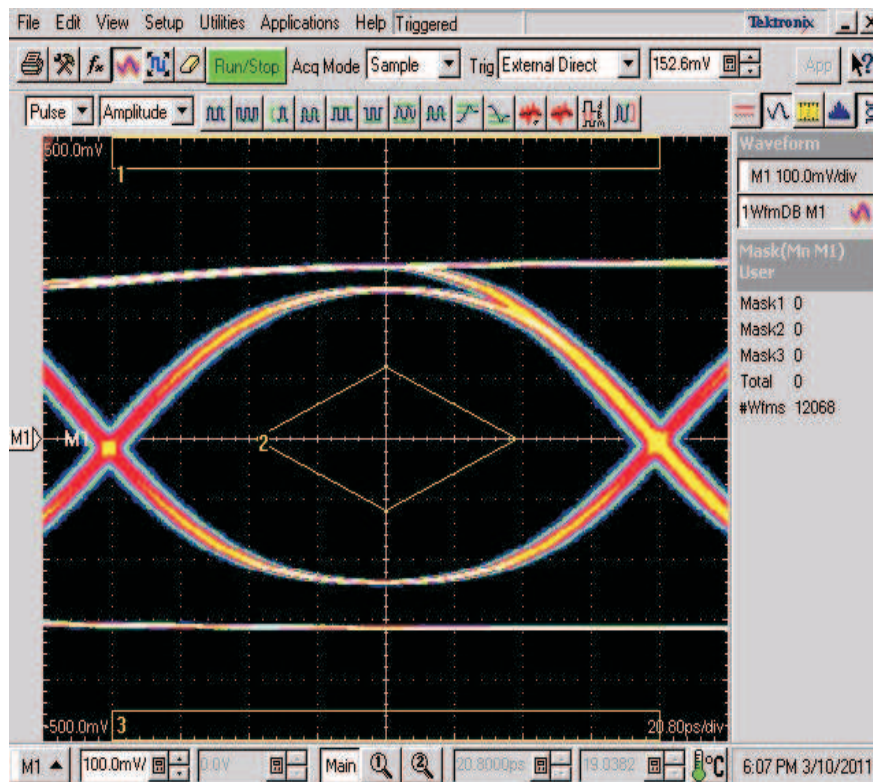 File Edit View Setup Utilities Applications Help Triggered Tektronix
Run/Stop Acq Mode Sample Trig External Direct 152.6mV App
Pulse Amplitude
500.0mV
1
Waveform
M1 100.0mV/div
1WfmDB M1
Mask(Mn M1)
User
Mask1 0
Mask2 0
Mask3 0
Total 0
#Wfms 12068
M1 M1 2
-500.0mV 3 20.80ps/div
M1 100.0mV/ 0.0V Main 1 2 20.8000ps 19.0382 °C 6:07 PM 3/10/2011